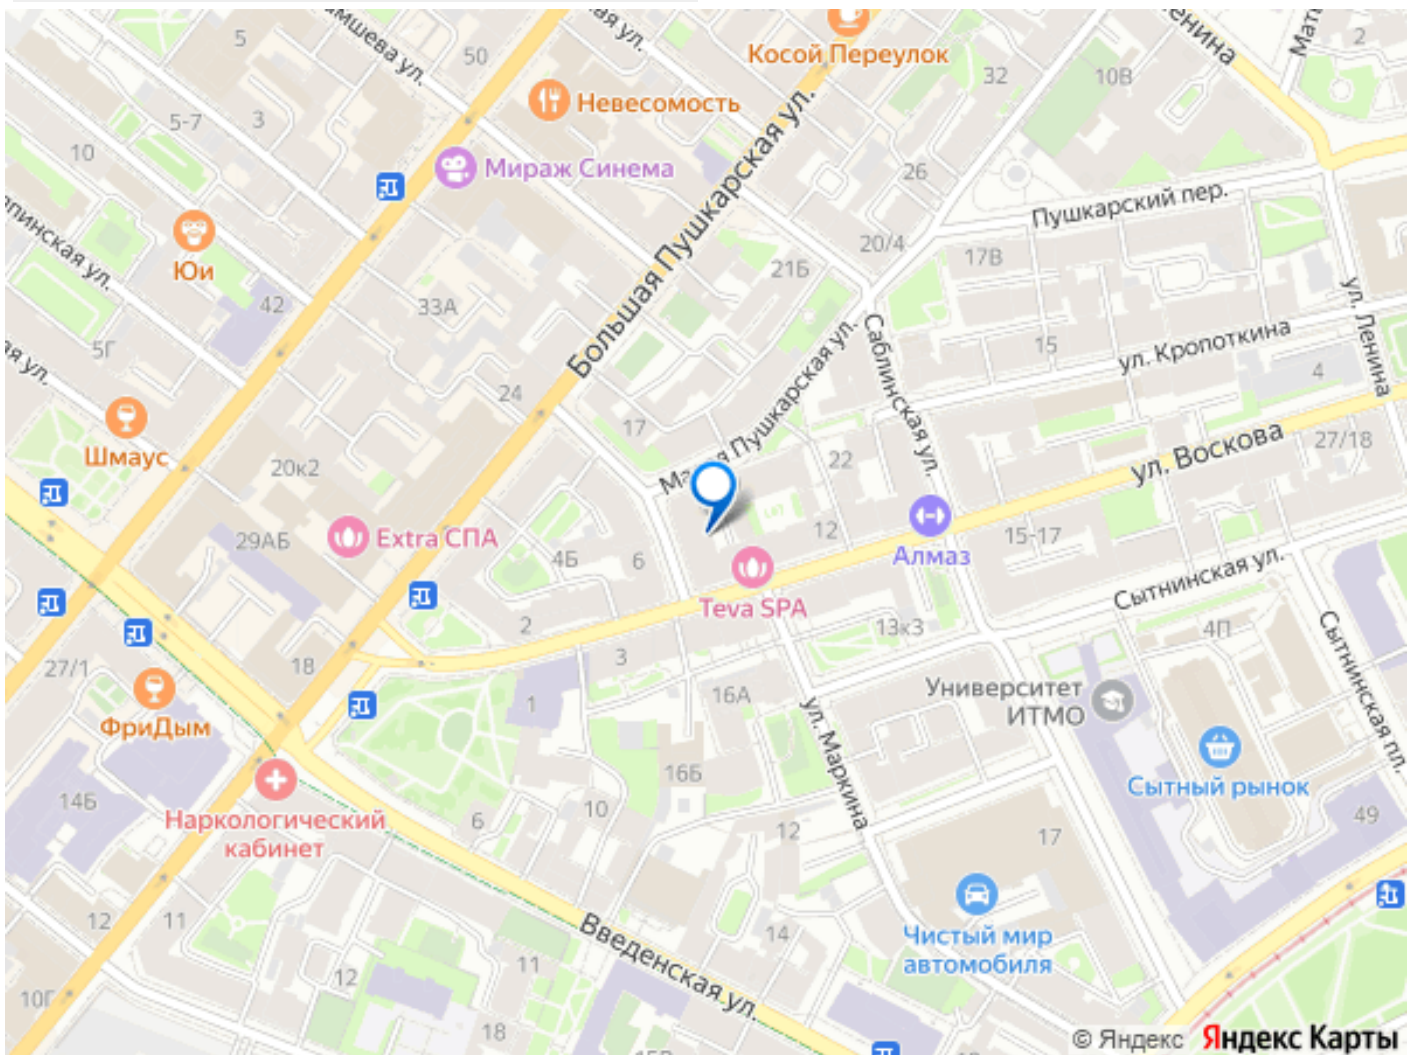 5
50
Косой Переулок
Ленина
2
32
10В
Невесомость
5-7
3
10
Мираж Синема
26
Пушкарский пер.
Большая Пушкарская ул.
20/4
17В
21Б
Юи
42
33А
ул. Ленина
5Г
15
ул. Кропоткина
Саблинская ул.
4
24
17
Шмаус
Малая Пушкарская ул.
22
ул. Воскова
27/18
20к2
29АБ
Extra СПА
4Б
6
12
Алмаз
15-17
Teva SPA
Сытнинская ул.
2
13к3
4П
3
27/1
18
1
16А
Университет
ИТМО
ФриДым
ул. Маркина
Сытнинская пл.
16Б
Сытный рынок
14Б
Наркологический
кабинет
6
10
12
17
49
12
11
Введенская ул.
14
Чистый мир
автомобиля
11
12
10Г
18
© Яндекс Яндекс Карты